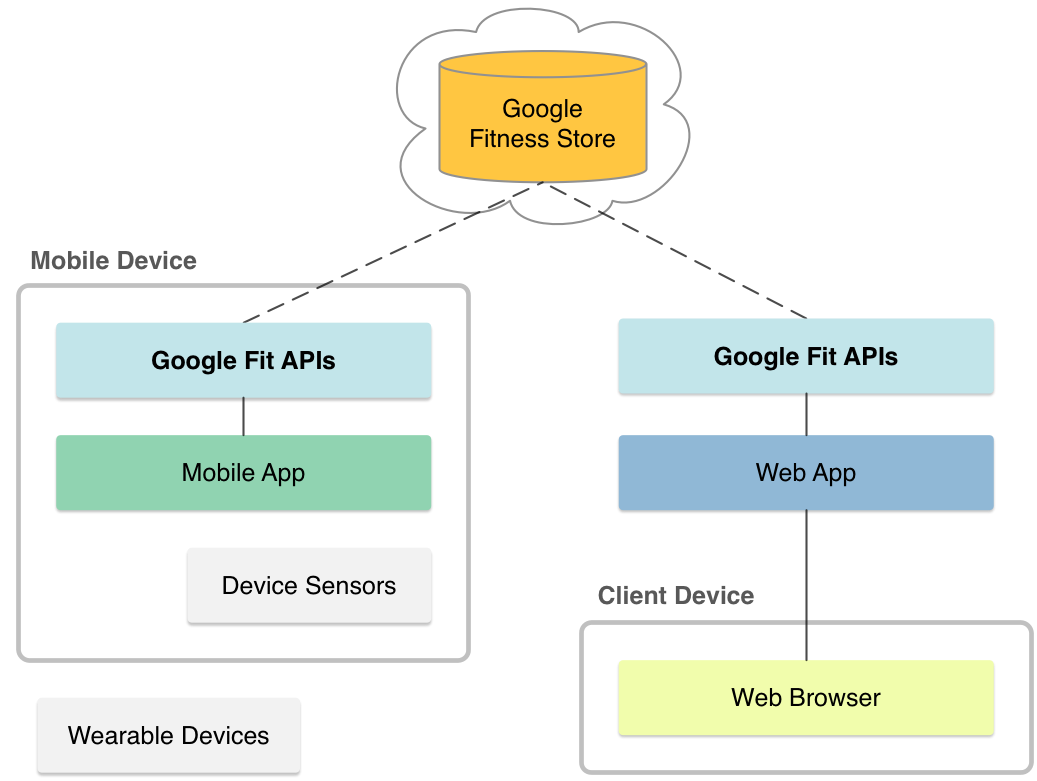 Google
Fitness Store
Mobile Device
Google Fit APIs
Google Fit APIs
Mobile App
Web App
Device Sensors
Client Device
Web Browser
Wearable Devices